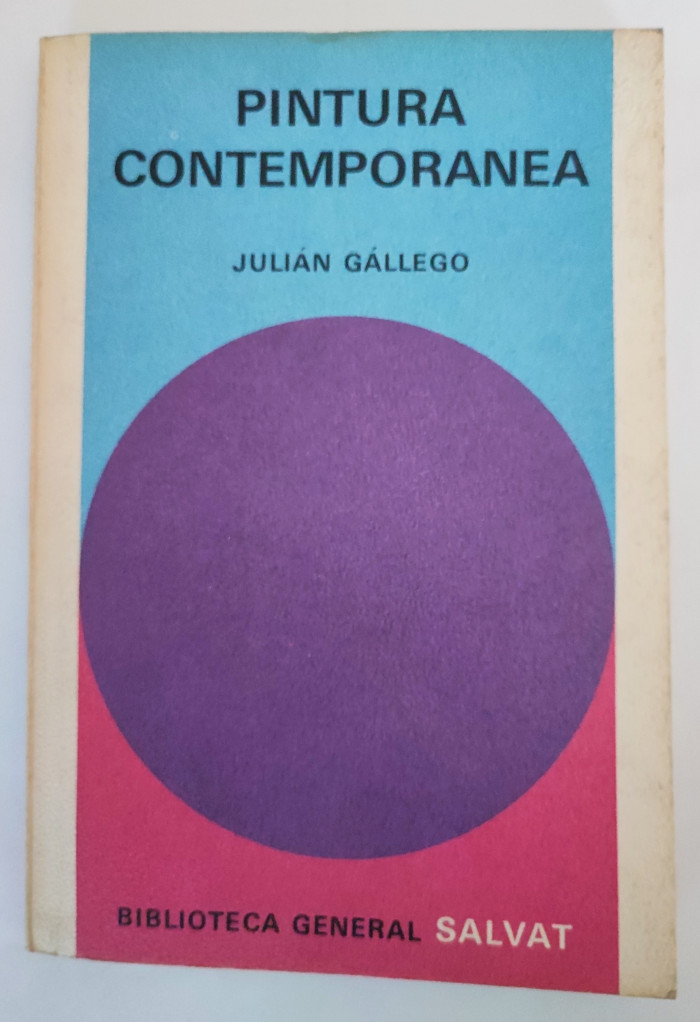 PINTURA
CONTEMPORANEA
JULIÁN GÁLLEGO
BIBLIOTECA GENERAL SALVAT